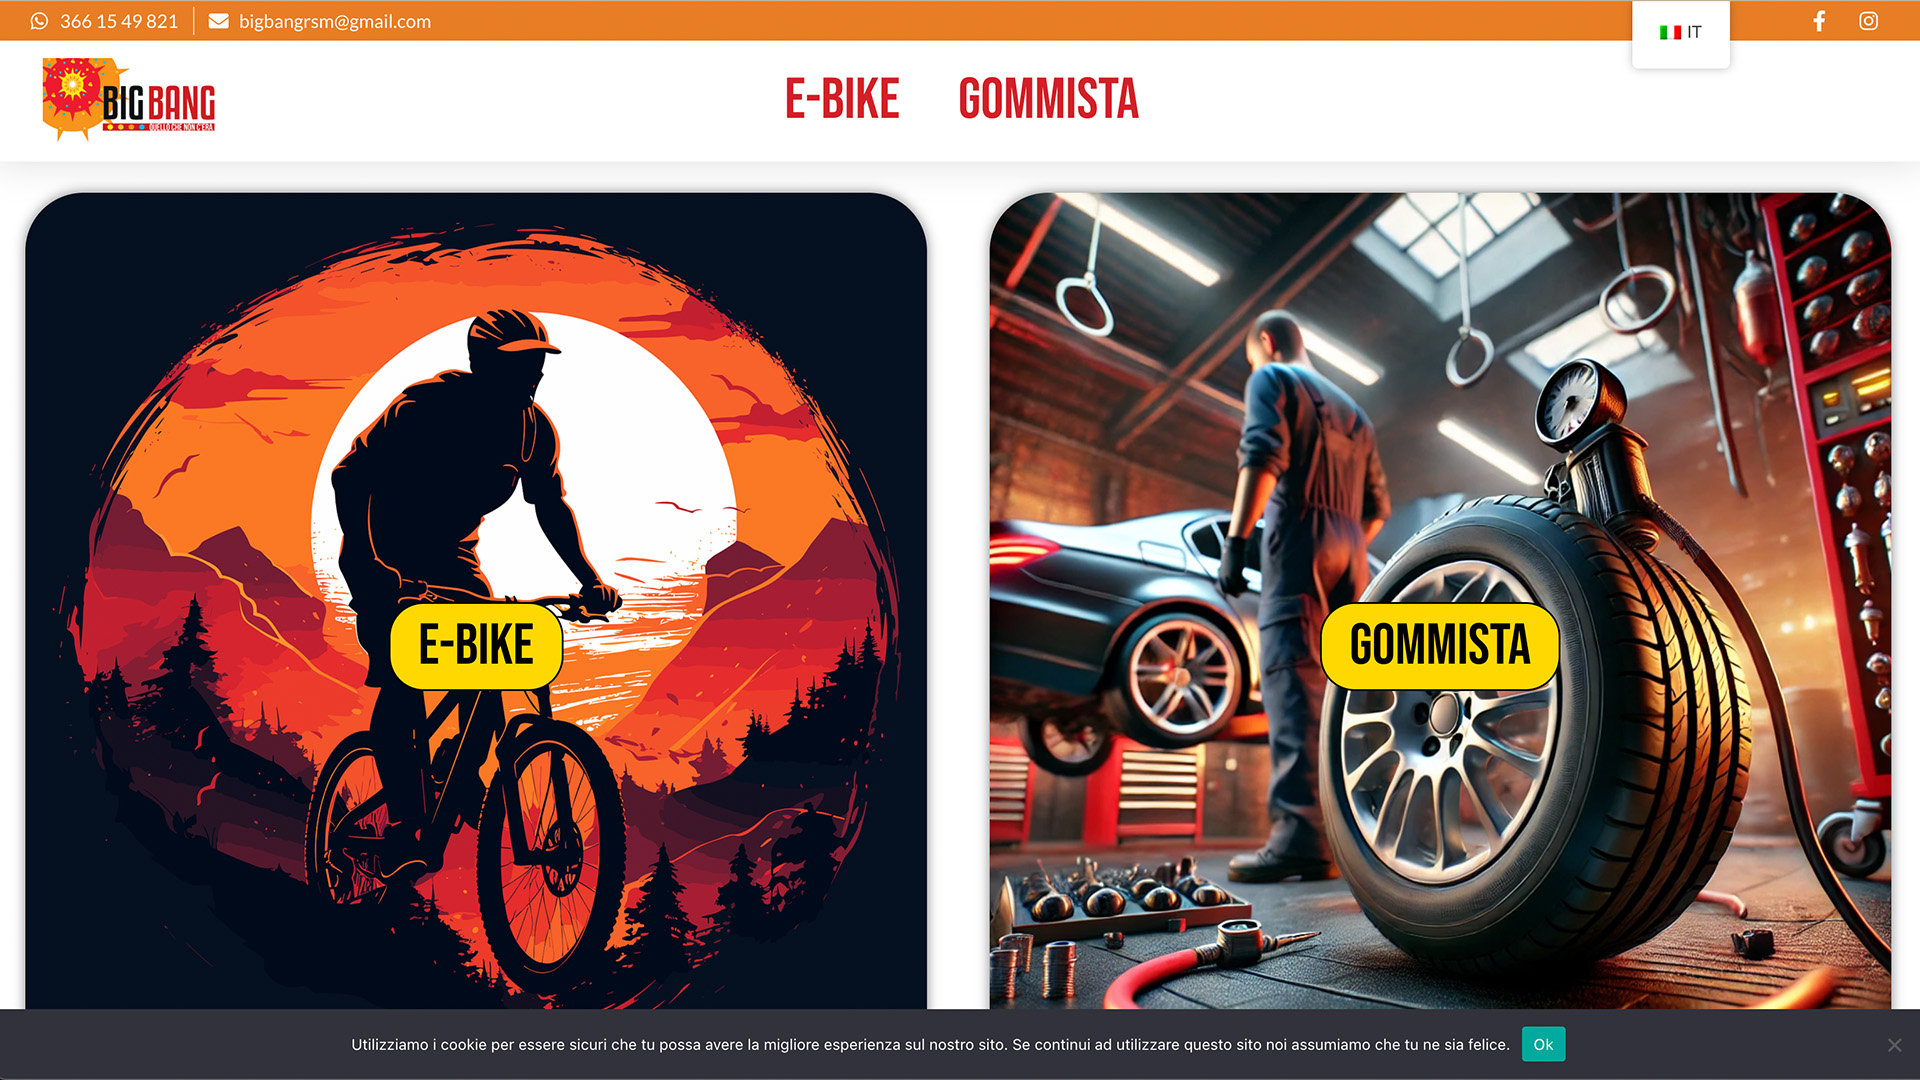 366 15 49 821
bigbangrsm@gmail.com
IT
BIG BANG
QUELLO CHE NON C'ERA
E-BIKE
GOMMISTA
E-BIKE
GOMMISTA
Utilizziamo i cookie per essere sicuri che tu possa avere la migliore esperienza sul nostro sito. Se continui ad utilizzare questo sito noi assumiamo che tu ne sia felice.
Ok